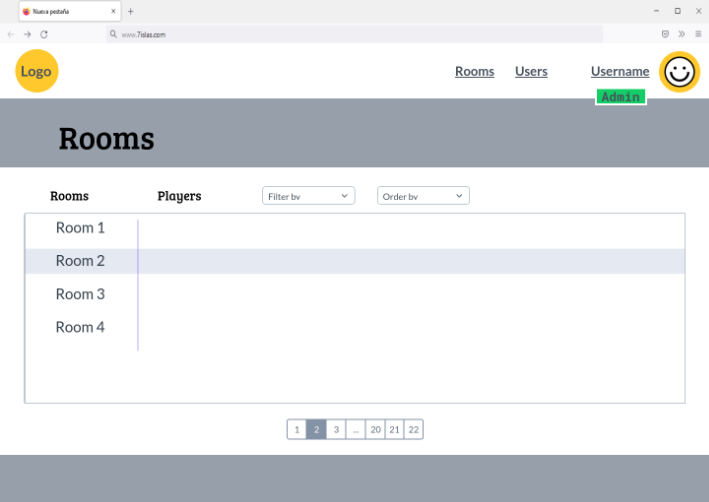 Nueva pestaña
www.7islas.com
Logo
Rooms Users Username
Admin
Rooms
Rooms Players Filter by Order by
Room 1
Room 2
Room 3
Room 4
1 2 3 ... 20 21 22